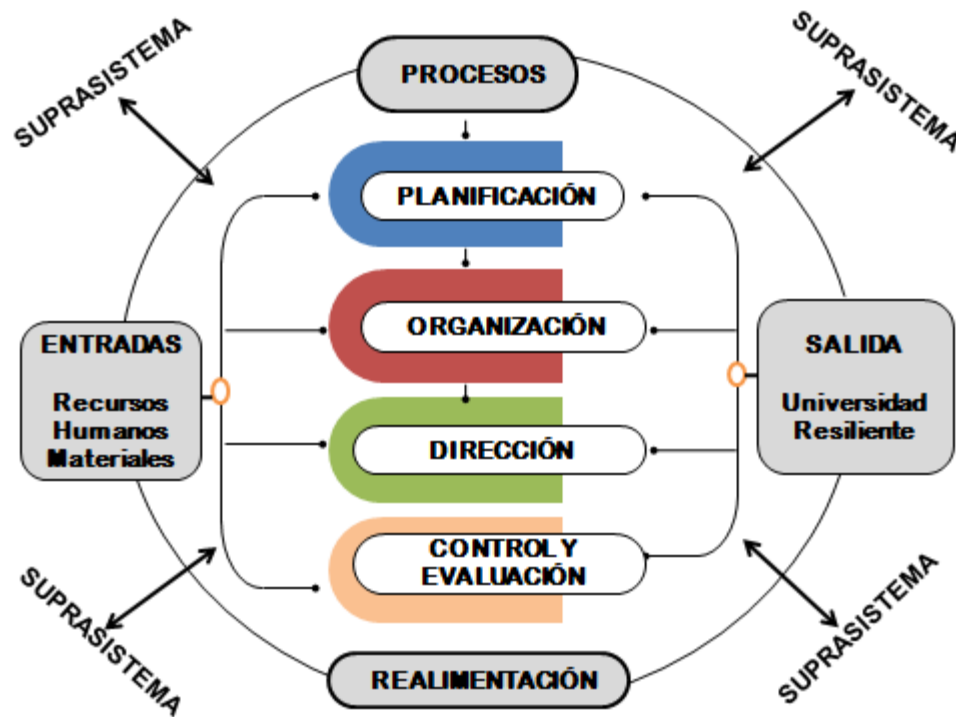 SUPRASISTEMA
SUPRASISTEMA
PROCESOS
PLANIFICACIÓN
ORGANIZACIÓN
ENTRADAS
Recursos
Humanos
Materiales
SALIDA
Universidad
Resiliente
DIRECCIÓN
CONTROL Y
EVALUACIÓN
SUPRASISTEMA
SUPRASISTEMA
REALIMENTACIÓN